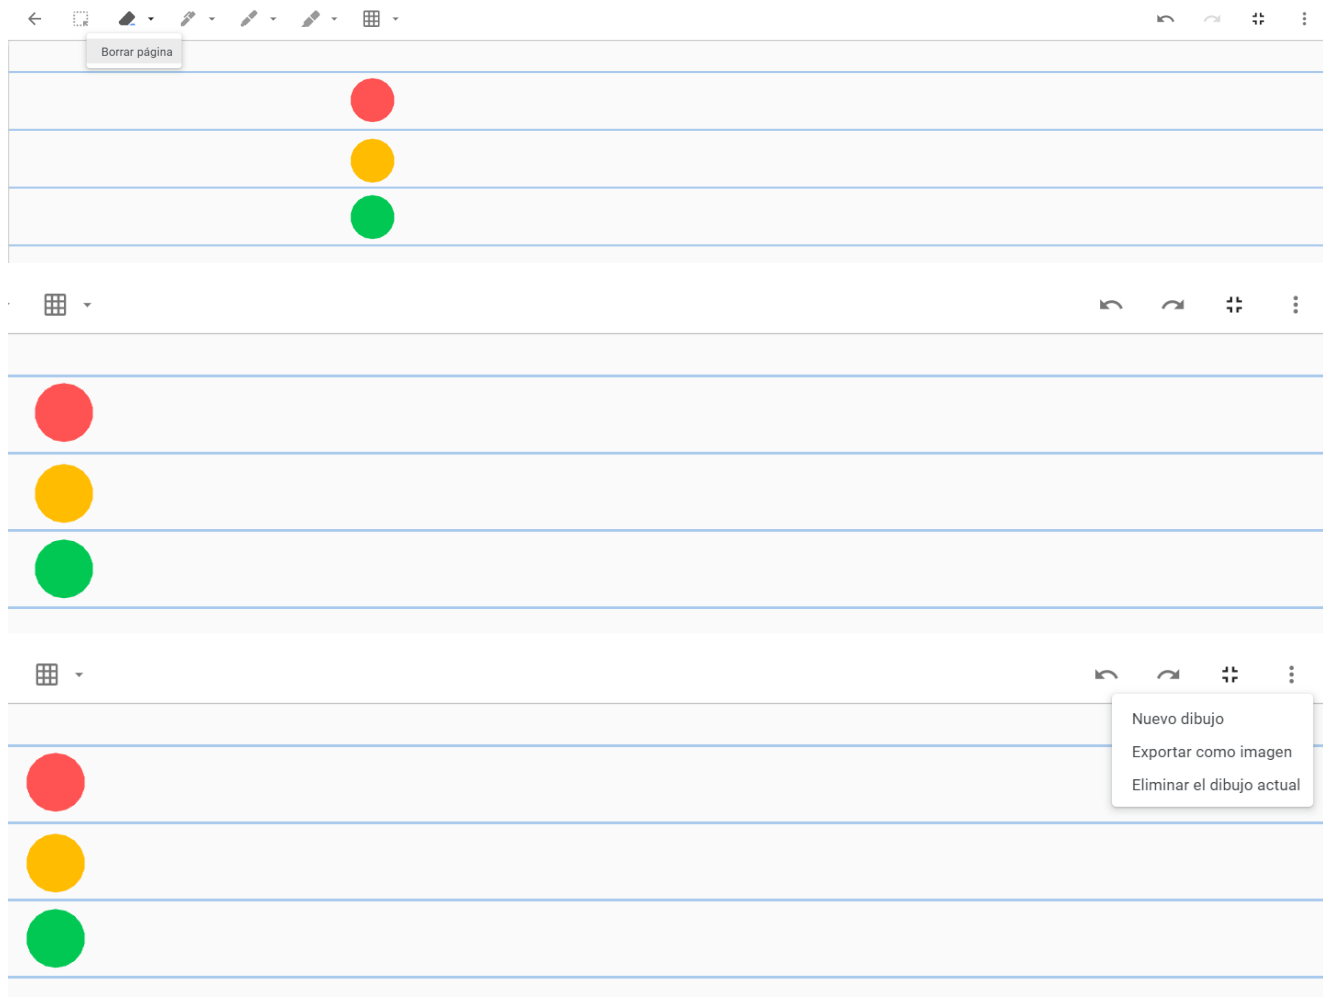 Borrar página
Nuevo dibujo
Exportar como imagen
Eliminar el dibujo actual